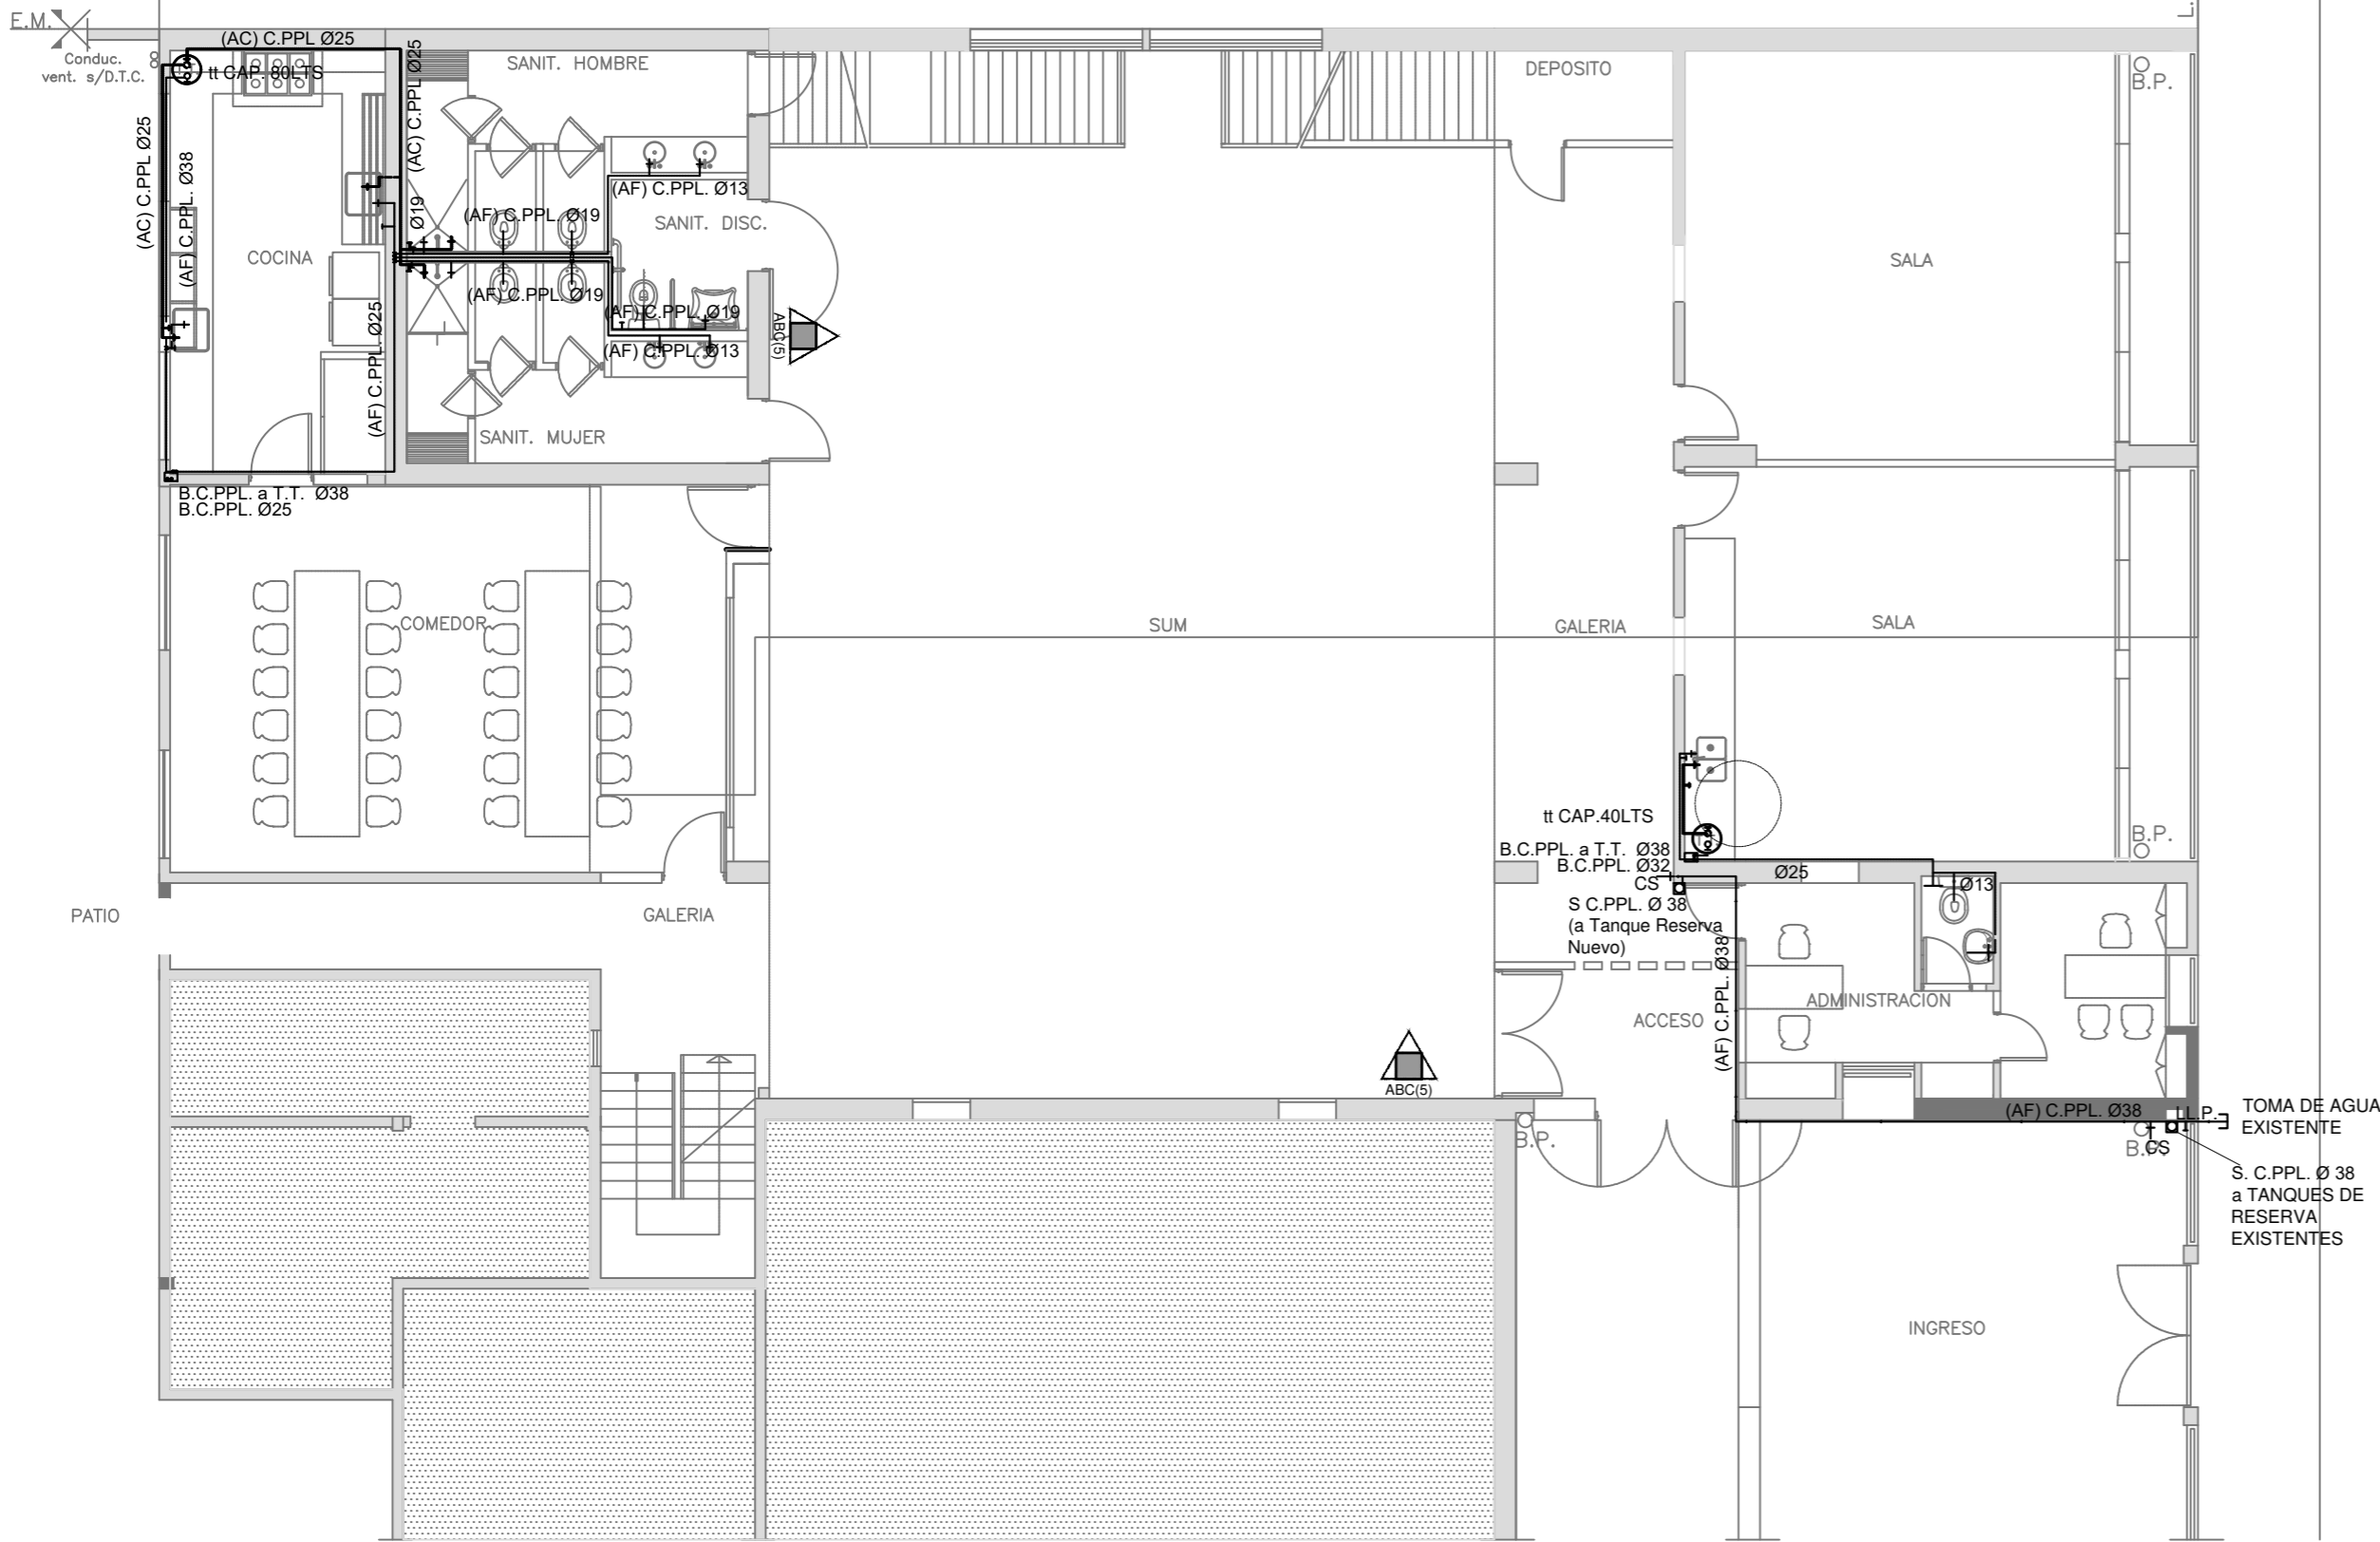 E.M.
Conduc.
vent. s/D.T.C.
(AC) C.PPL Ø25
tt CAP. 80LTS
(AC) C.PPL Ø25
SANIT. HOMBRE
DEPOSITO
B.P.
(AC) C.PPL Ø25
(AF) C.PPL. Ø38
COCINA
Ø19
(AF) C.PPL. Ø13
(AF) C.PPL. Ø19
SANIT. DISC.
SALA
(AF) C.PPL. Ø19
(AF) C.PPL. Ø19
(AF) C.PPL. Ø13
(AF) C.PPL. Ø25
ABC(5)
SANIT. MUJER
B.C.PPL. a T.T. Ø38
B.C.PPL. Ø25
COMEDOR
SUM
GALERIA
SALA
tt CAP.40LTS
B.C.PPL. a T.T. Ø38
B.C.PPL. Ø32
CS
S C.PPL. Ø 38
(a Tanque Reserva
Nuevo)
Ø25
Ø13
B.P.
PATIO
GALERIA
(AF) C.PPL. Ø38
ADMINISTRACION
ACCESO
ABC(5)
B.P.
(AF) C.PPL. Ø38
LL.P.
TOMA DE AGUA
EXISTENTE
B.P.
CS
S. C.PPL. Ø 38
a TANQUES DE
RESERVA
EXISTENTES
INGRESO